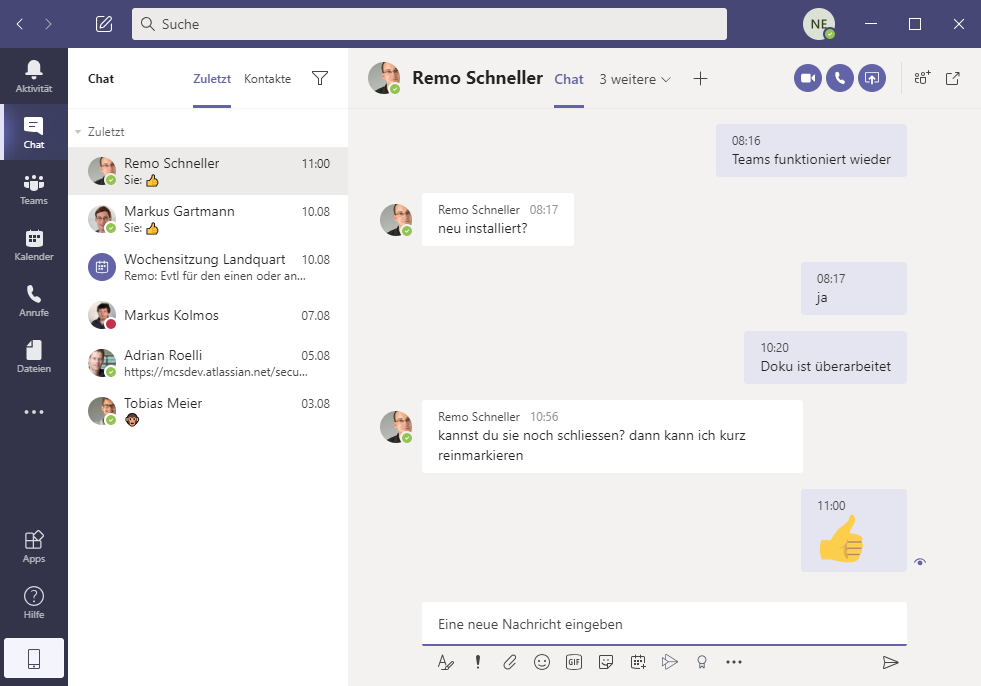 Suche
NE
Aktivität
Chat
Teams
Kalender
Anrufe
Dateien
Apps
Hilfe
Chat
Zuletzt
Kontakte
Zuletzt
Remo Schneller 11:00
Sie: 👍
Markus Gartmann 10.08
Sie: 👍
Wochensitzung Landquart 10.08
Remo: Evtl für den einen oder an...
Markus Kolmos 07.08
Adrian Roelli 05.08
https://mcsdev.atlassian.net/secu...
Tobias Meier 03.08
🐵
Remo Schneller Chat 3 weitere
08:16
Teams funktioniert wieder
Remo Schneller 08:17
neu installiert?
08:17
ja
10:20
Doku ist überarbeitet
Remo Schneller 10:56
kannst du sie noch schliessen? dann kann ich kurz
reinmarkieren
11:00
👍
Eine neue Nachricht eingeben
GIF